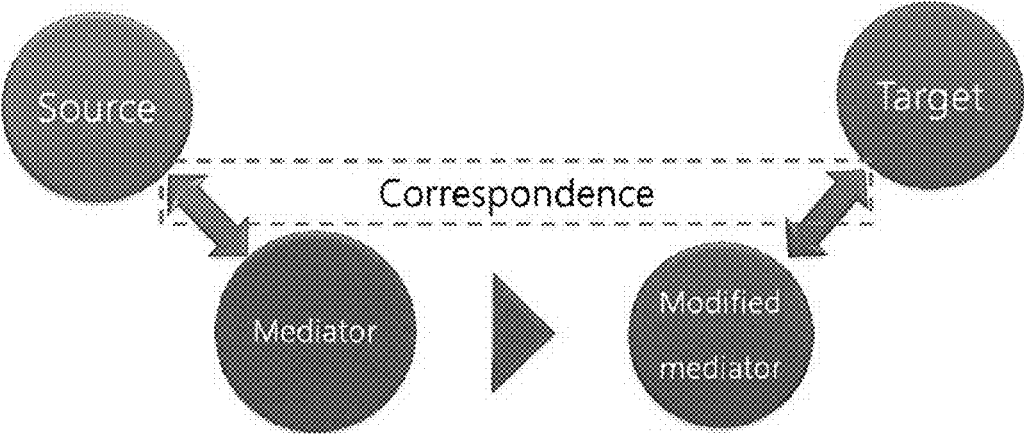 Source
Target
Correspondence
Mediator
Modified
mediator